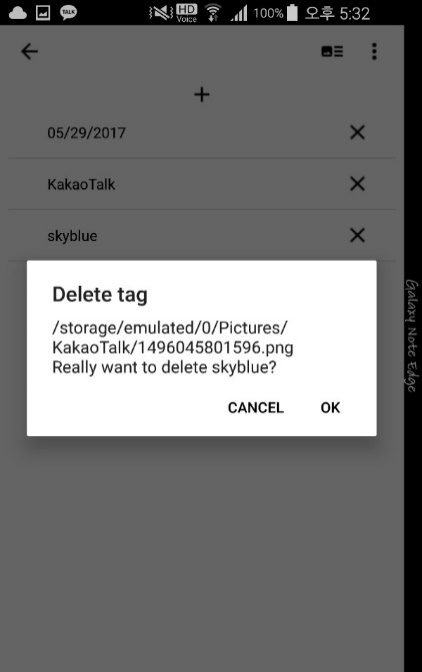 TALK
HD
Voice
100%
오후 5:32
05/29/2017
KakaoTalk
skyblue
Delete tag
/storage/emulated/0/Pictures/
KakaoTalk/1496045801596.png
Really want to delete skyblue?
CANCEL
OK
Galaxy Note Edge